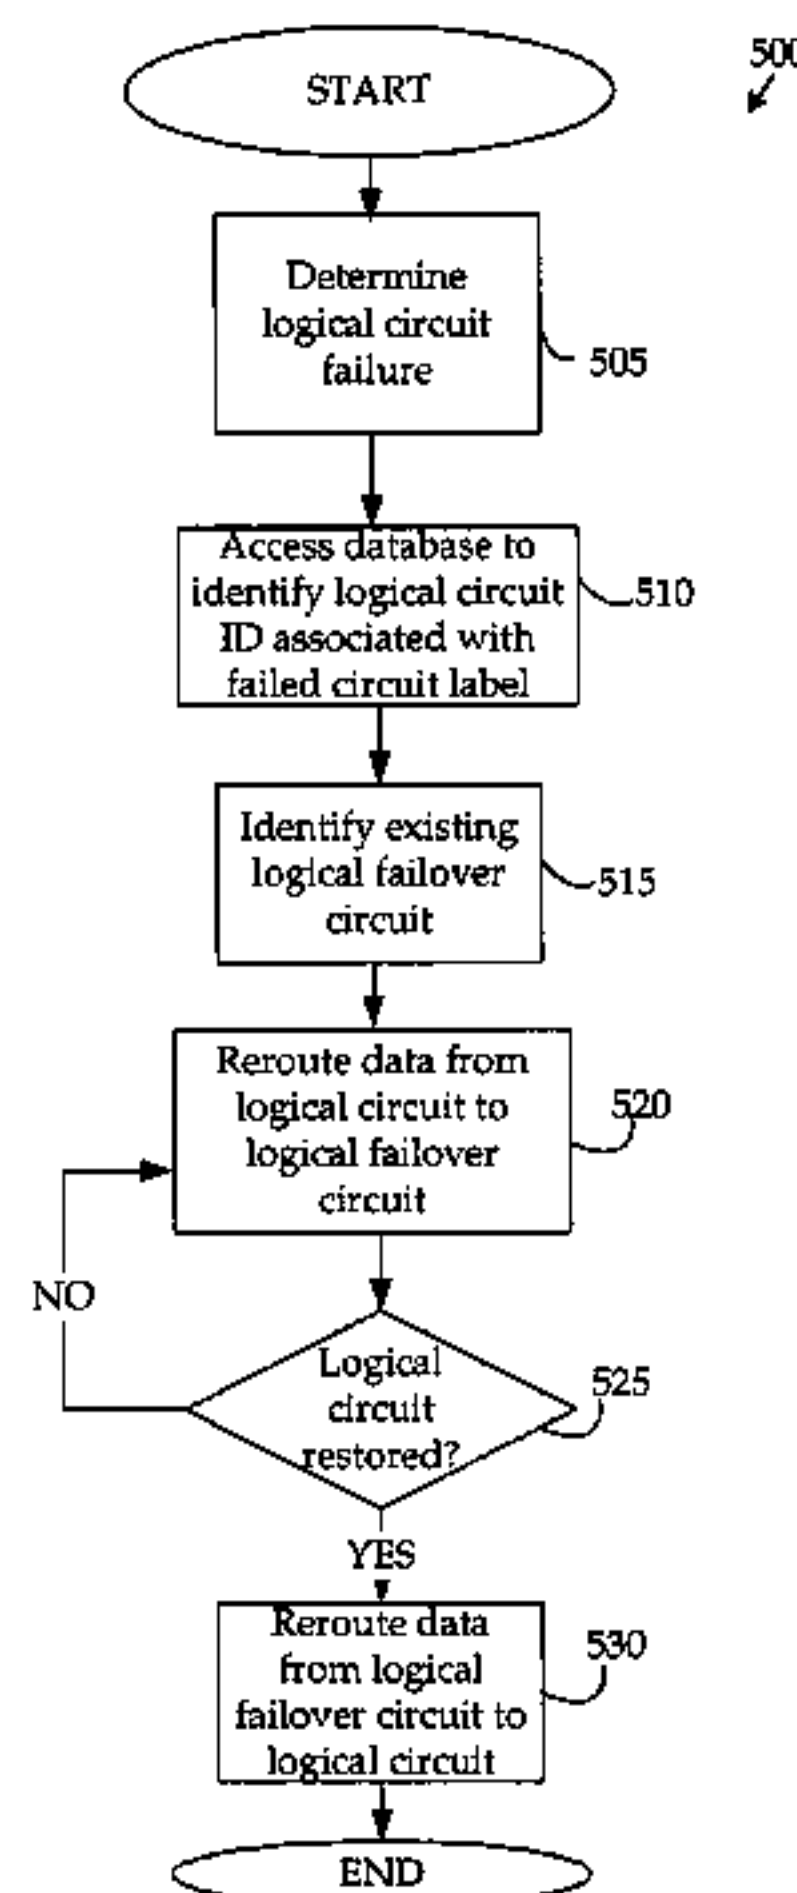 START
500
Determine
logical circuit
failure
505
Access database to
identify logical circuit
ID associated with
failed circuit label
510
Identify existing
logical failover
circuit
515
Reroute data from
logical circuit to
logical failover
circuit
520
NO
Logical
circuit
restored?
525
YES
Reroute data
from logical
failover circuit to
logical circuit
530
END